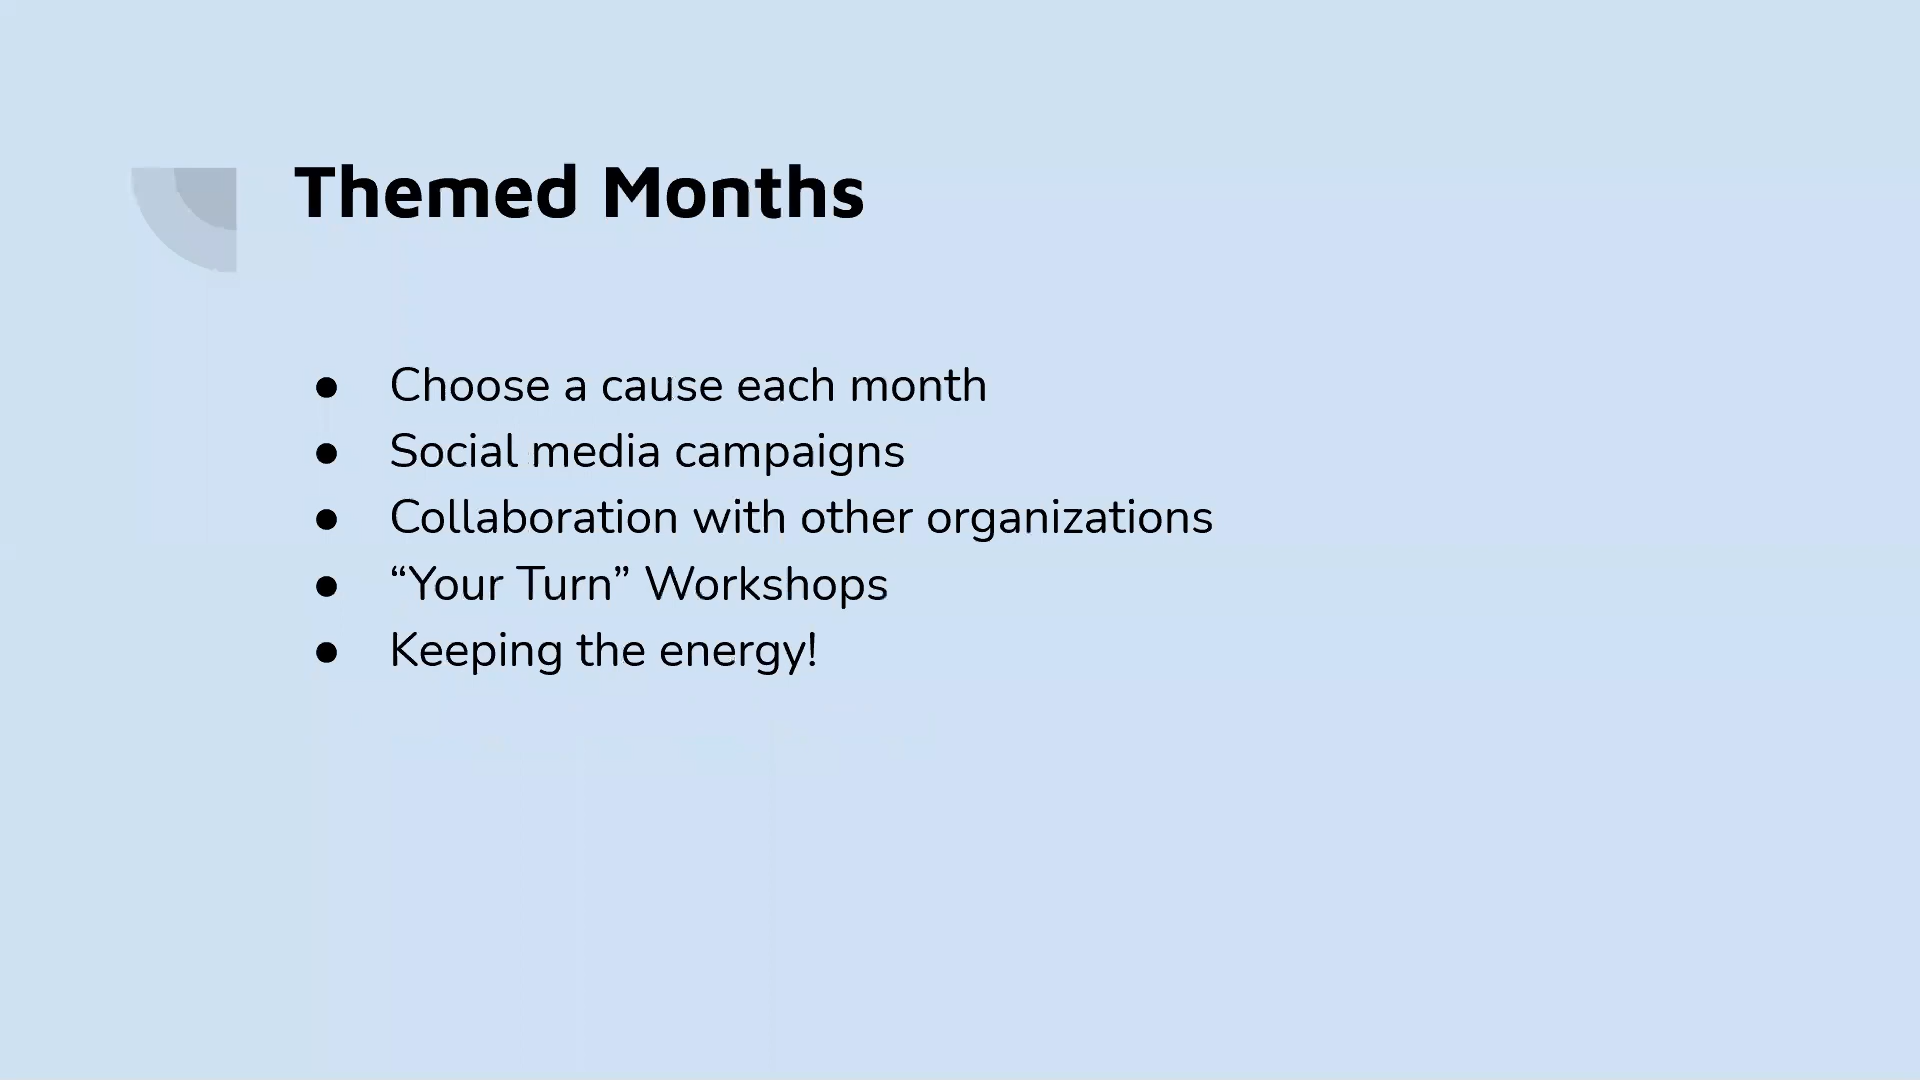 Themed Months
● Choose a cause each month
● Social media campaigns
● Collaboration with other organizations
● “Your Turn” Workshops
● Keeping the energy!